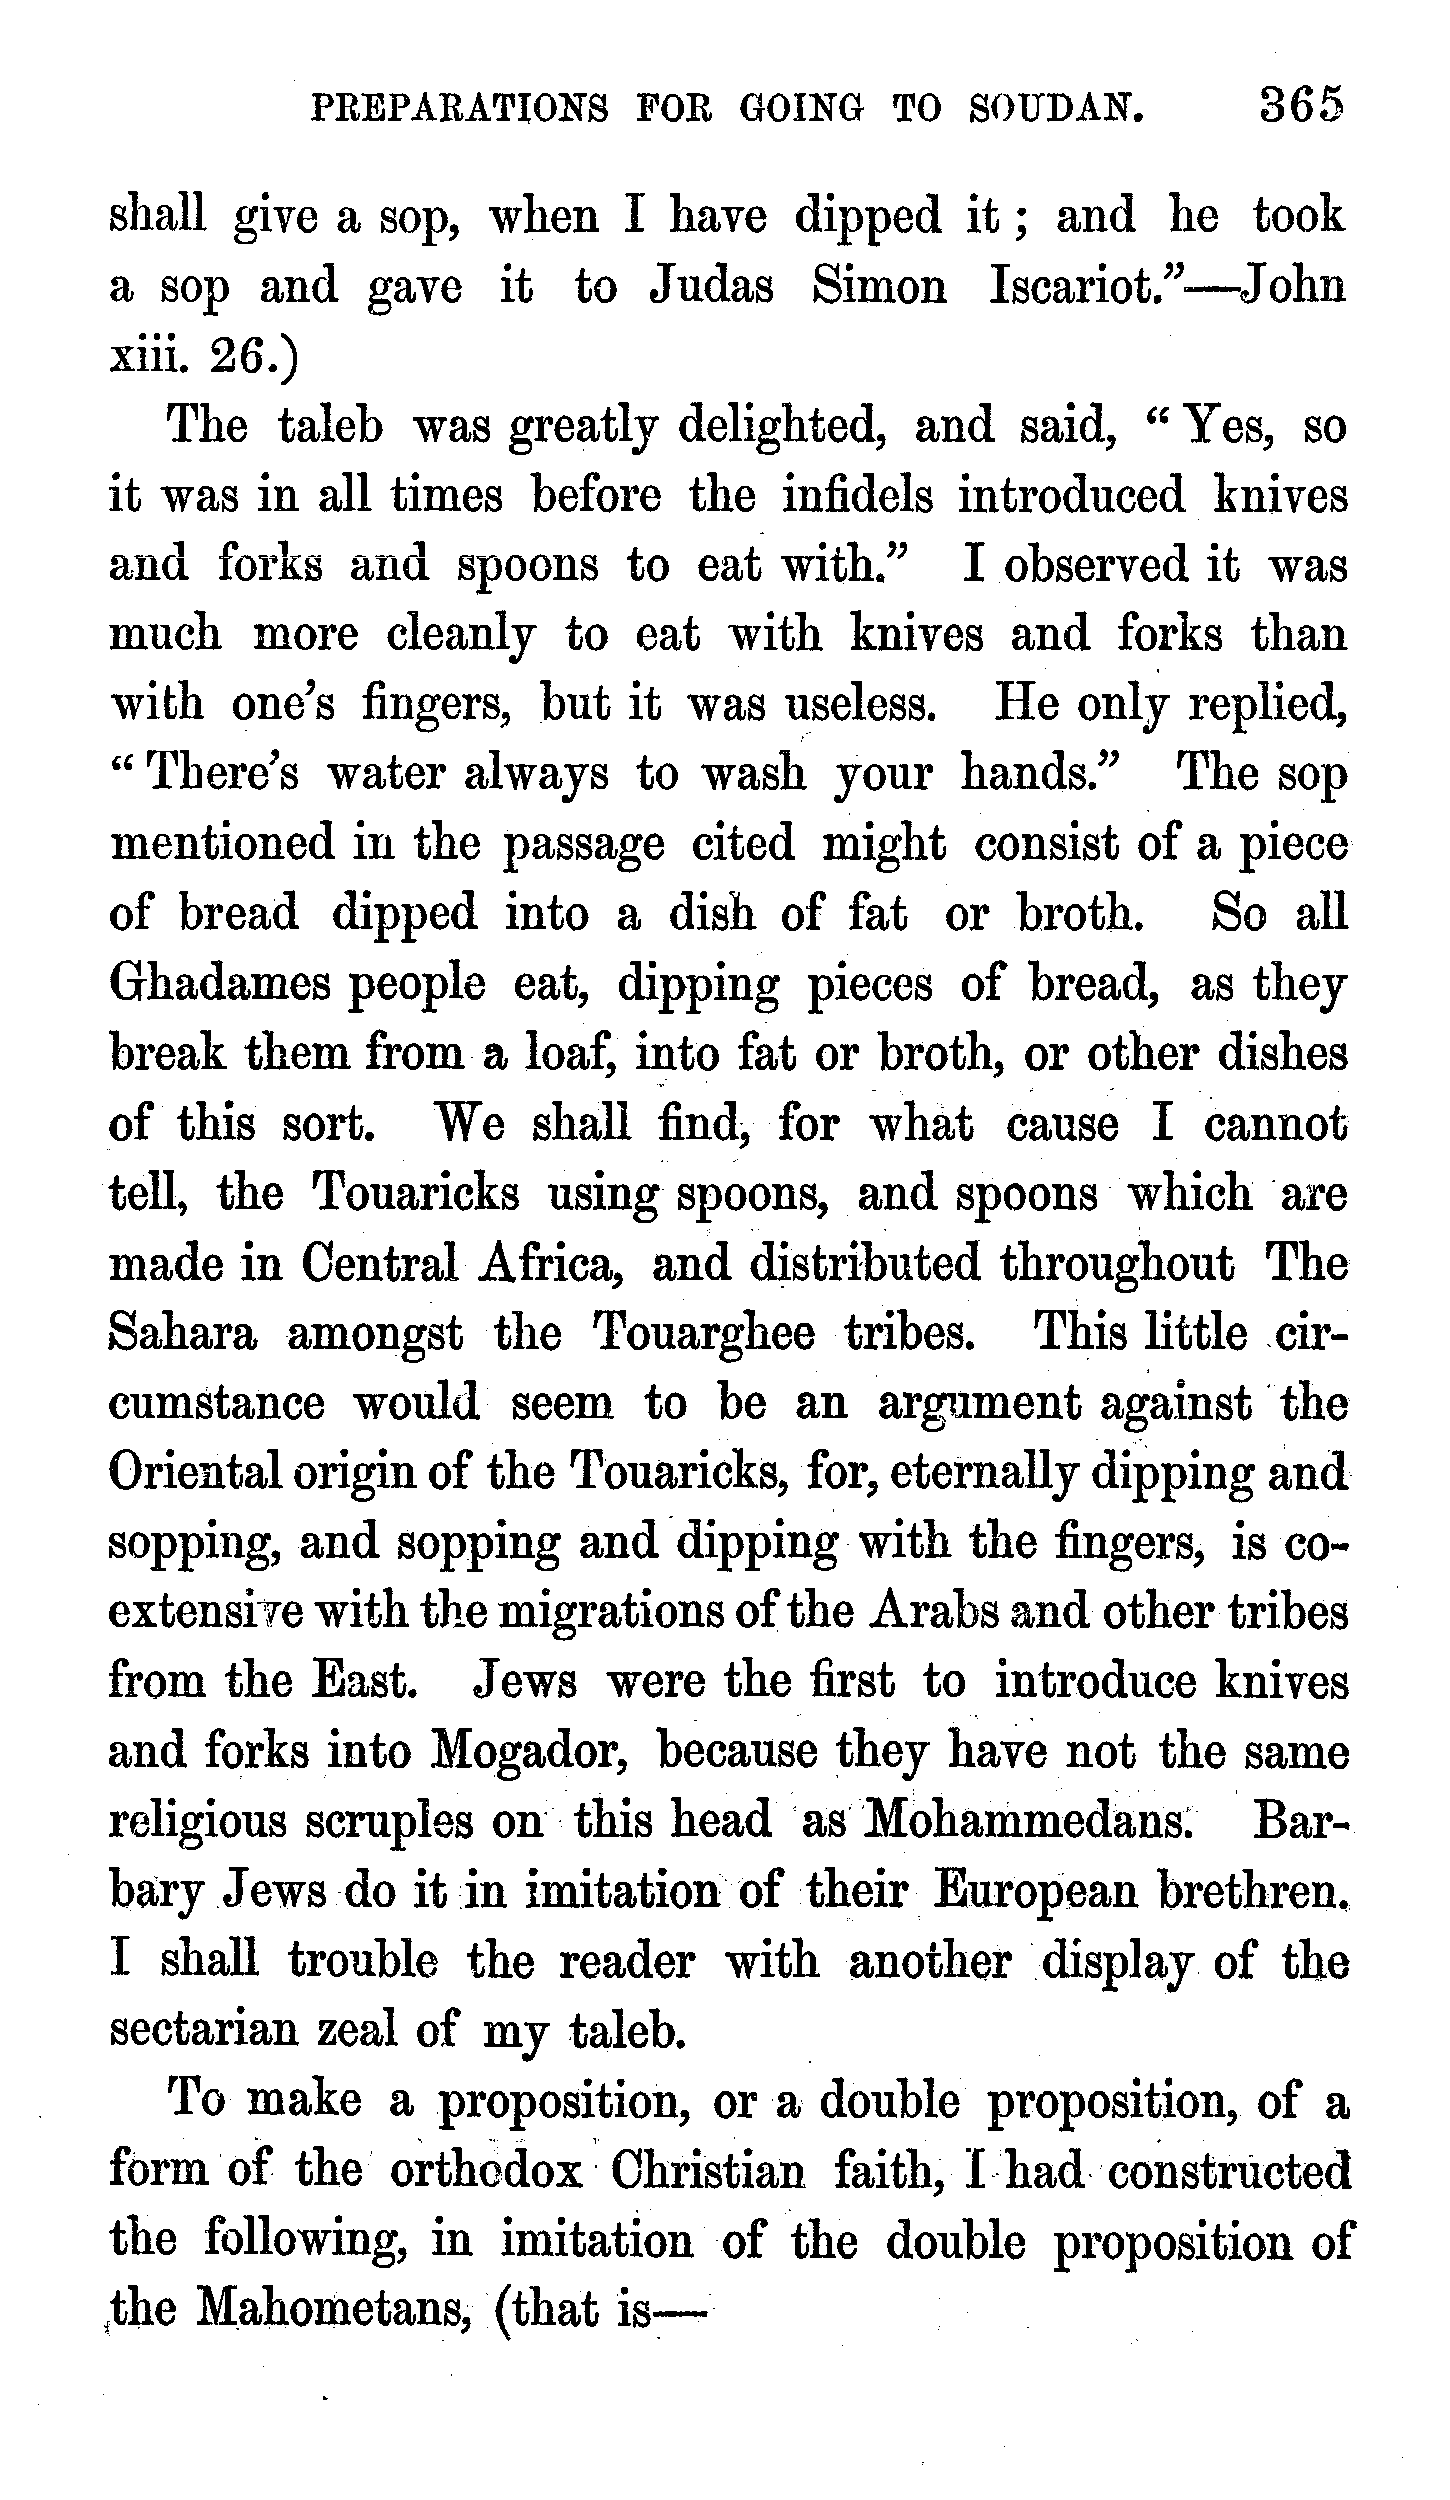 PREPARATIONS FOR GOING TO SOUDAN. 365
shall give a sop, when I have dipped it; and he took
a sop and gave it to Judas Simon Iscariot.”—John
xiii. 26.)
The taleb was greatly delighted, and said, “Yes, so
it was in all times before the infidels introduced knives
and forks and spoons to eat with.” I observed it was
much more cleanly to eat with knives and forks than
with one’s fingers, but it was useless. He only replied,
“There’s water always to wash your hands.” The sop
mentioned in the passage cited might consist of a piece
of bread dipped into a dish of fat or broth. So all
Ghadames people eat, dipping pieces of bread, as they
break them from a loaf, into fat or broth, or other dishes
of this sort. We shall find, for what cause I cannot
tell, the Touaricks using spoons, and spoons which are
made in Central Africa, and distributed throughout The
Sahara amongst the Touarghee tribes. This little cir-
cumstance would seem to be an argument against the
Oriental origin of the Touaricks, for, eternally dipping and
sopping, and sopping and dipping with the fingers, is co-
extensive with the migrations of the Arabs and other tribes
from the East. Jews were the first to introduce knives
and forks into Mogador, because they have not the same
religious scruples on this head as Mohammedans. Bar-
bary Jews do it in imitation of their European brethren.
I shall trouble the reader with another display of the
sectarian zeal of my taleb.
To make a proposition, or a double proposition, of a
form of the orthodox Christian faith, I had constructed
the following, in imitation of the double proposition of
the Mahometans, (that is—